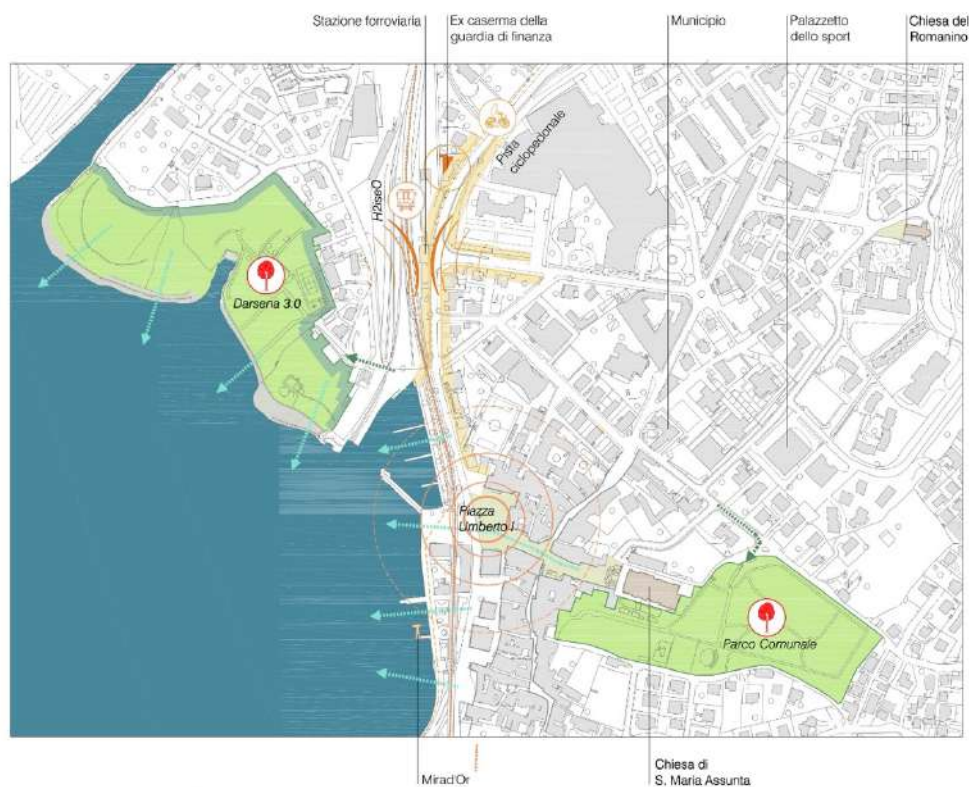 Stazione ferroviaria
Ex caserma della
guardia di finanza
Municipio
Palazzetto
dello sport
Chiesa del
Romanino
Pista
ciclopedonale
H2iseO
Darsena 3.0
Piazza
Umberto I
Parco Comunale
Mirad'Or
Chiesa di
S. Maria Assunta